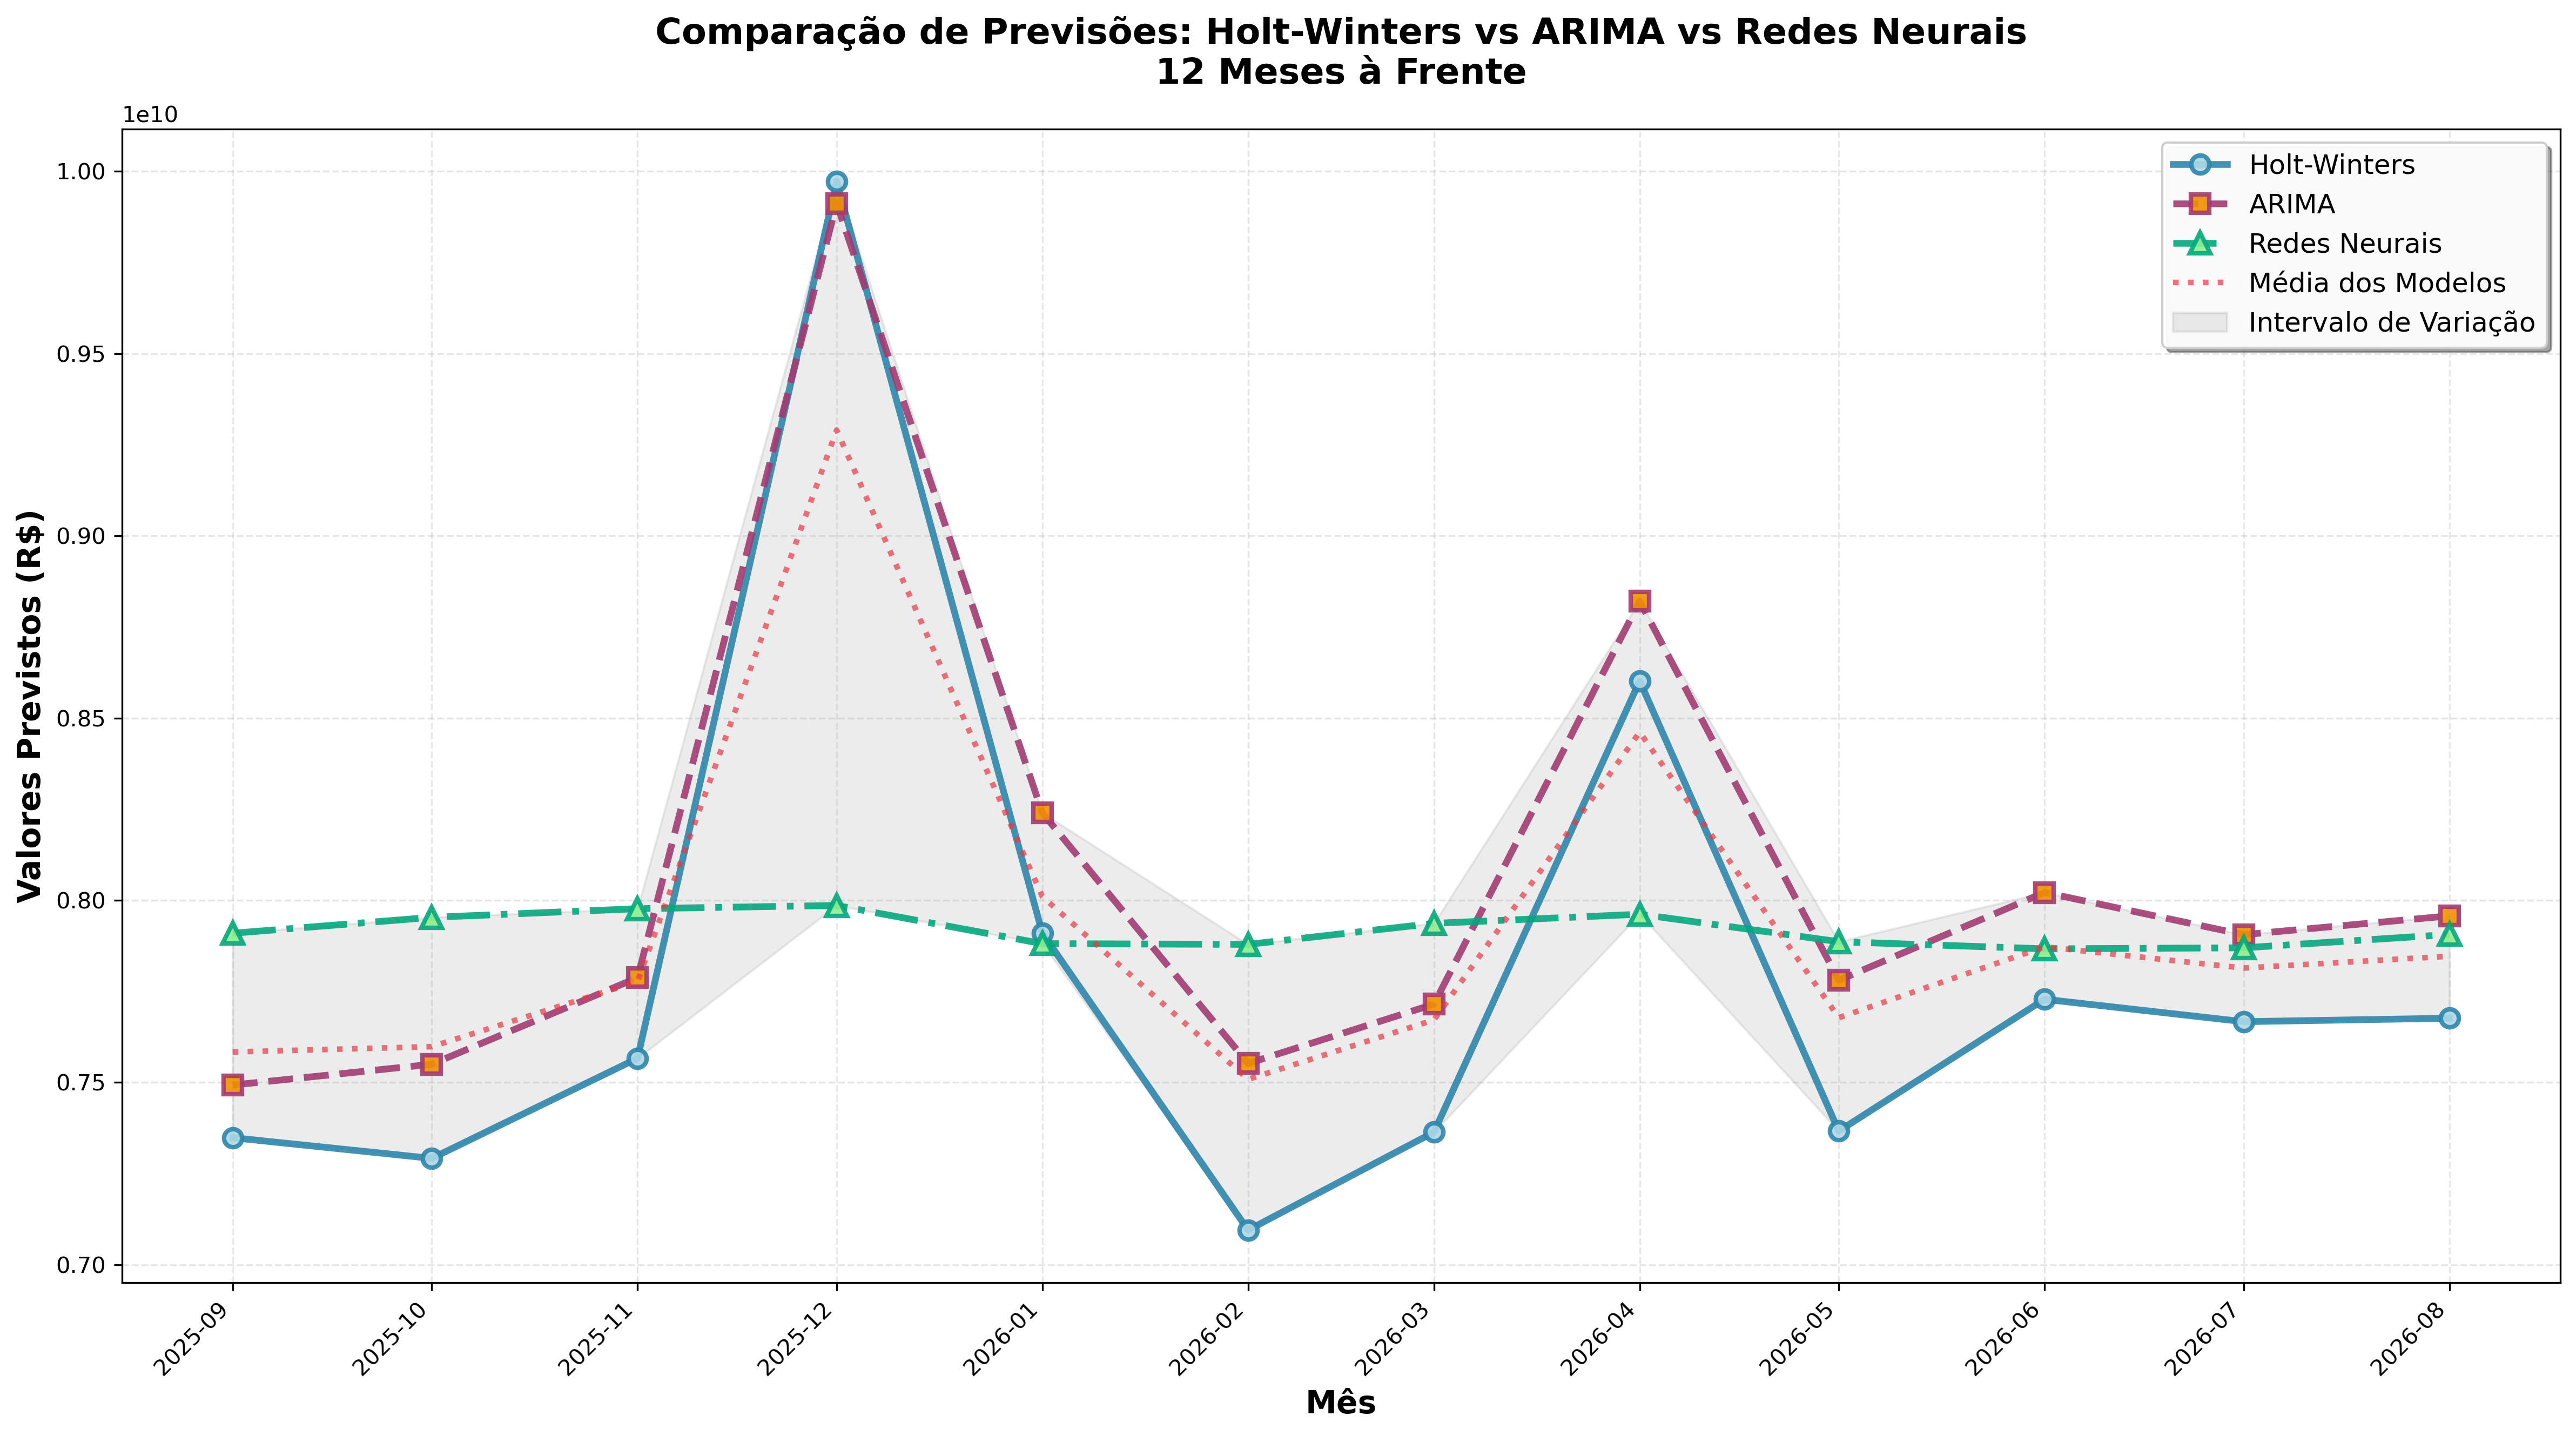 Comparação de Previsões: Holt-Winters vs ARIMA vs Redes Neurais
12 Meses à Frente
1e10
1.00
0.95
0.90
0.85
0.80
0.75
0.70
Valores Previstos (R$)
Holt-Winters
ARIMA
Redes Neurais
Média dos Modelos
Intervalo de Variação
2025-09
2025-10
2025-11
2025-12
2026-01
2026-02
2026-03
2026-04
2026-05
2026-06
2026-07
2026-08
Mês